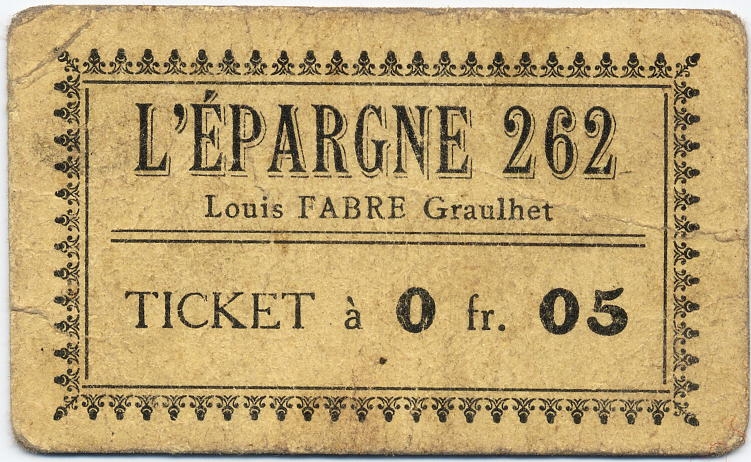 L'ÉPARGNE 262
Louis FABRE Graulhet
TICKET à 0 fr. 05